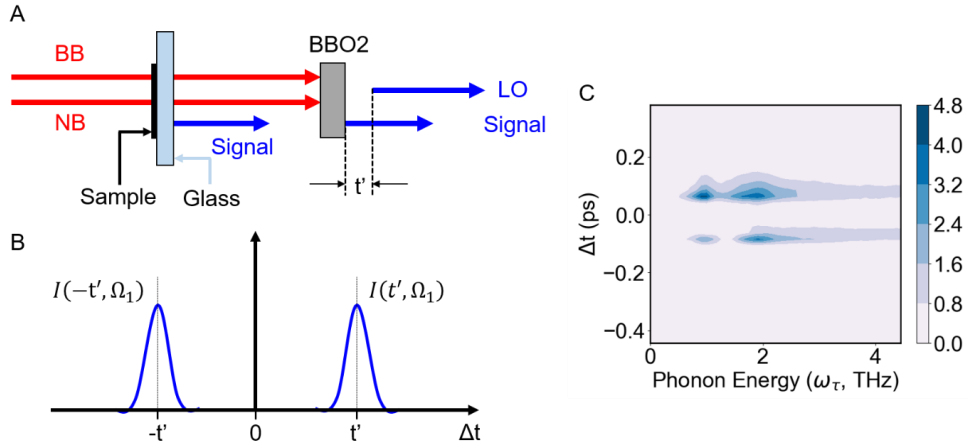 A
BB
NB
Sample
Glass
Signal
BBO2
t'
LO
Signal
B
I(−t′, Ω₁)
I(t′, Ω₁)
-t'
0
t'
Δt
C
Δt (ps)
0.2
0.0
−0.2
−0.4
0
2
4
Phonon Energy (ω_τ, THz)
4.8
4.0
3.2
2.4
1.6
0.8
0.0